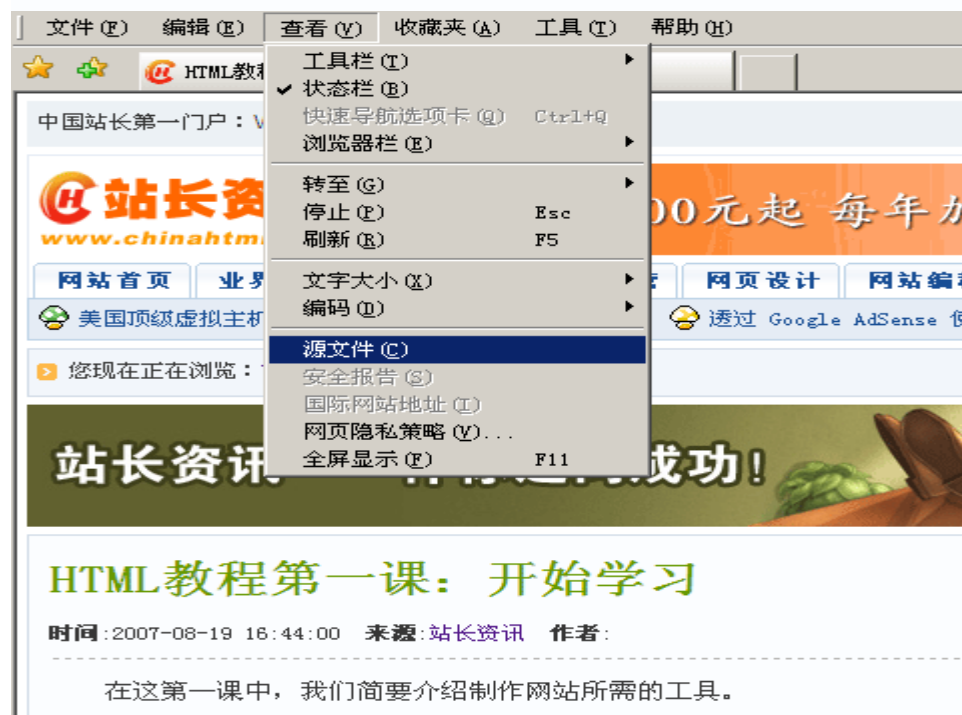 文件(F) 编辑(E) 查看(V) 收藏夹(A) 工具(T) 帮助(H)
HTML教
工具栏(T)
状态栏(B)
快速导航选项卡(Q) Ctrl+Q
浏览器栏(E)
转至(G)
停止(P) Esc
刷新(R) F5
文字大小(X)
编码(D)
源文件(C)
安全报告(S)
国际网站地址(I)
网页隐私策略(V)...
全屏显示(F) F11
中国站长第一门户：
站长资
www.chinahtm
00元起 每年
网站首页 业界 网页设计 网站编
美国顶级虚拟主机 透过 Google AdSense
您现在正在浏览：
站长资讯 成功！
HTML教程第一课：开始学习
时间:2007-08-19 16:44:00 来源:站长资讯 作者:
在这第一课中，我们简要介绍制作网站所需的工具。